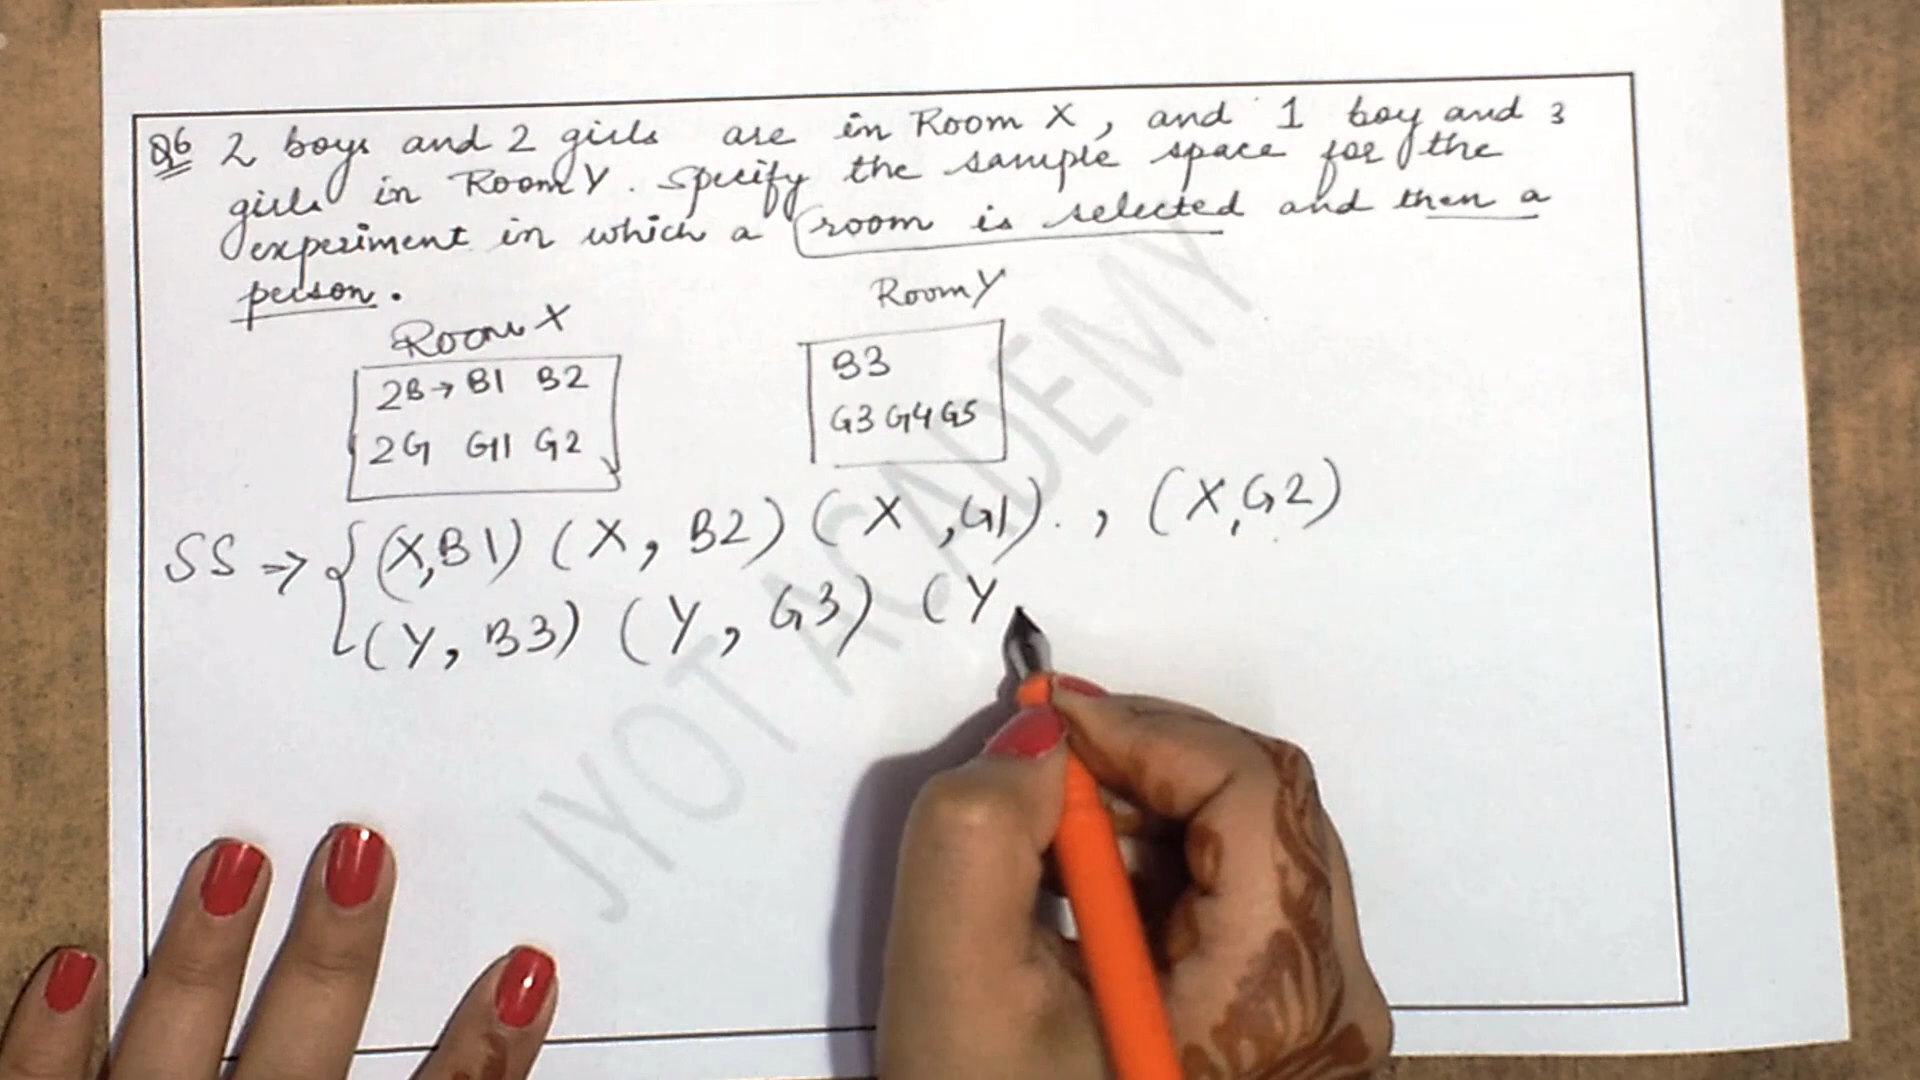 Q6 2 boys and 2 girls are in Room X, and 1 boy and 3
girls in Room Y. Specify the sample space for the
experiment in which a room is selected and then a
person.
Room X
Room Y
2B → B1 B2
2G G1 G2
B3
G3 G4 G5
SS ⇒ { (X,B1) (X, B2) (X ,G1). , (X,G2)
(Y, B3) (Y, G3) (Y
JYOT ACADEMY